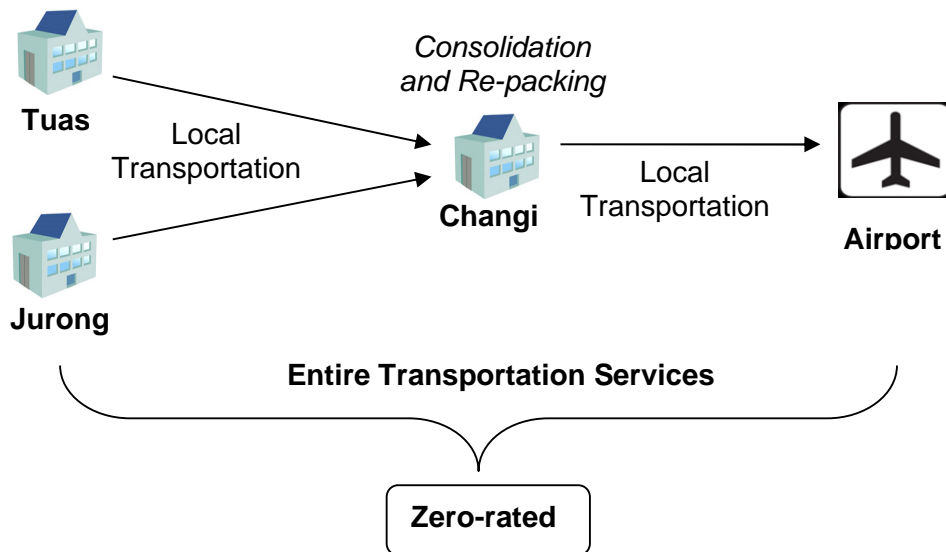 Consolidation
and Re-packing
Tuas
Local
Transportation
Changi
Local
Transportation
Airport
Jurong
Entire Transportation Services
Zero-rated